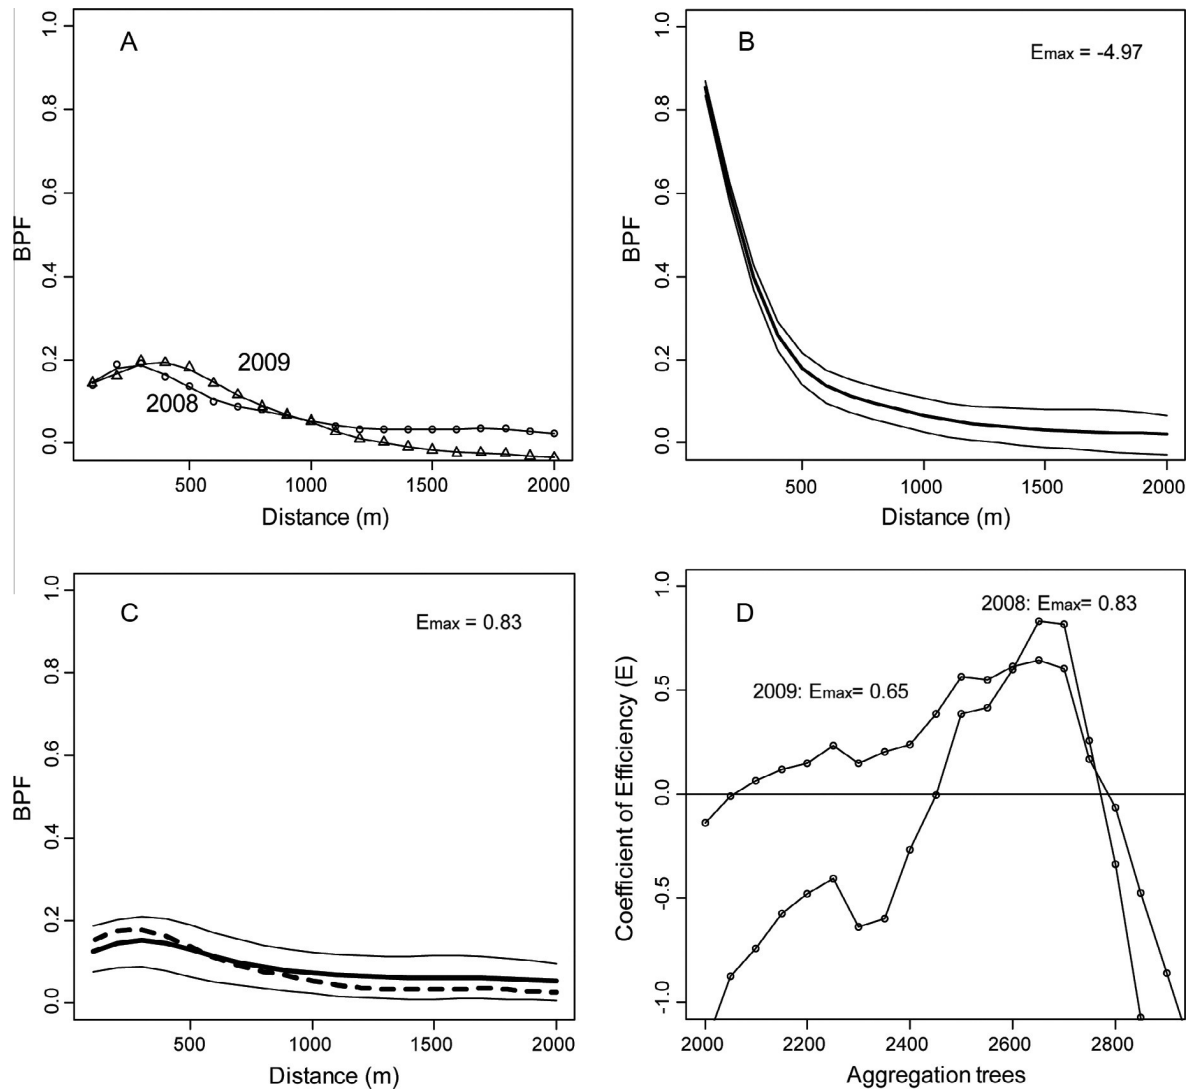 A
2009
2008
BPF
0.0 0.2 0.4 0.6 0.8 1.0
500 1000 1500 2000
Distance (m)
B
Emax = -4.97
BPF
0.0 0.2 0.4 0.6 0.8 1.0
500 1000 1500 2000
Distance (m)
C
Emax = 0.83
BPF
0.0 0.2 0.4 0.6 0.8 1.0
500 1000 1500 2000
Distance (m)
2008: Emax= 0.83
D
2009: Emax= 0.65
Coefficient of Efficiency (E)
-1.0 -0.5 0.0 0.5 1.0
2000 2200 2400 2600 2800
Aggregation trees